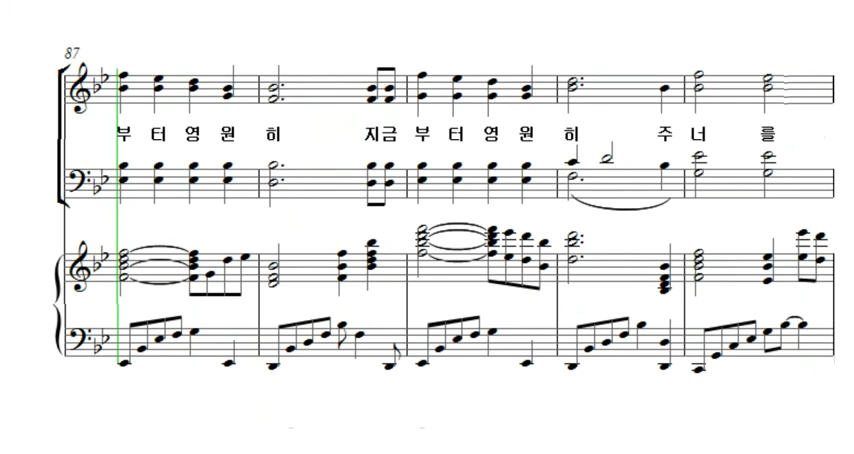 87
부 터 영 원 히 지금 부 터 영 원 히 주 너 를